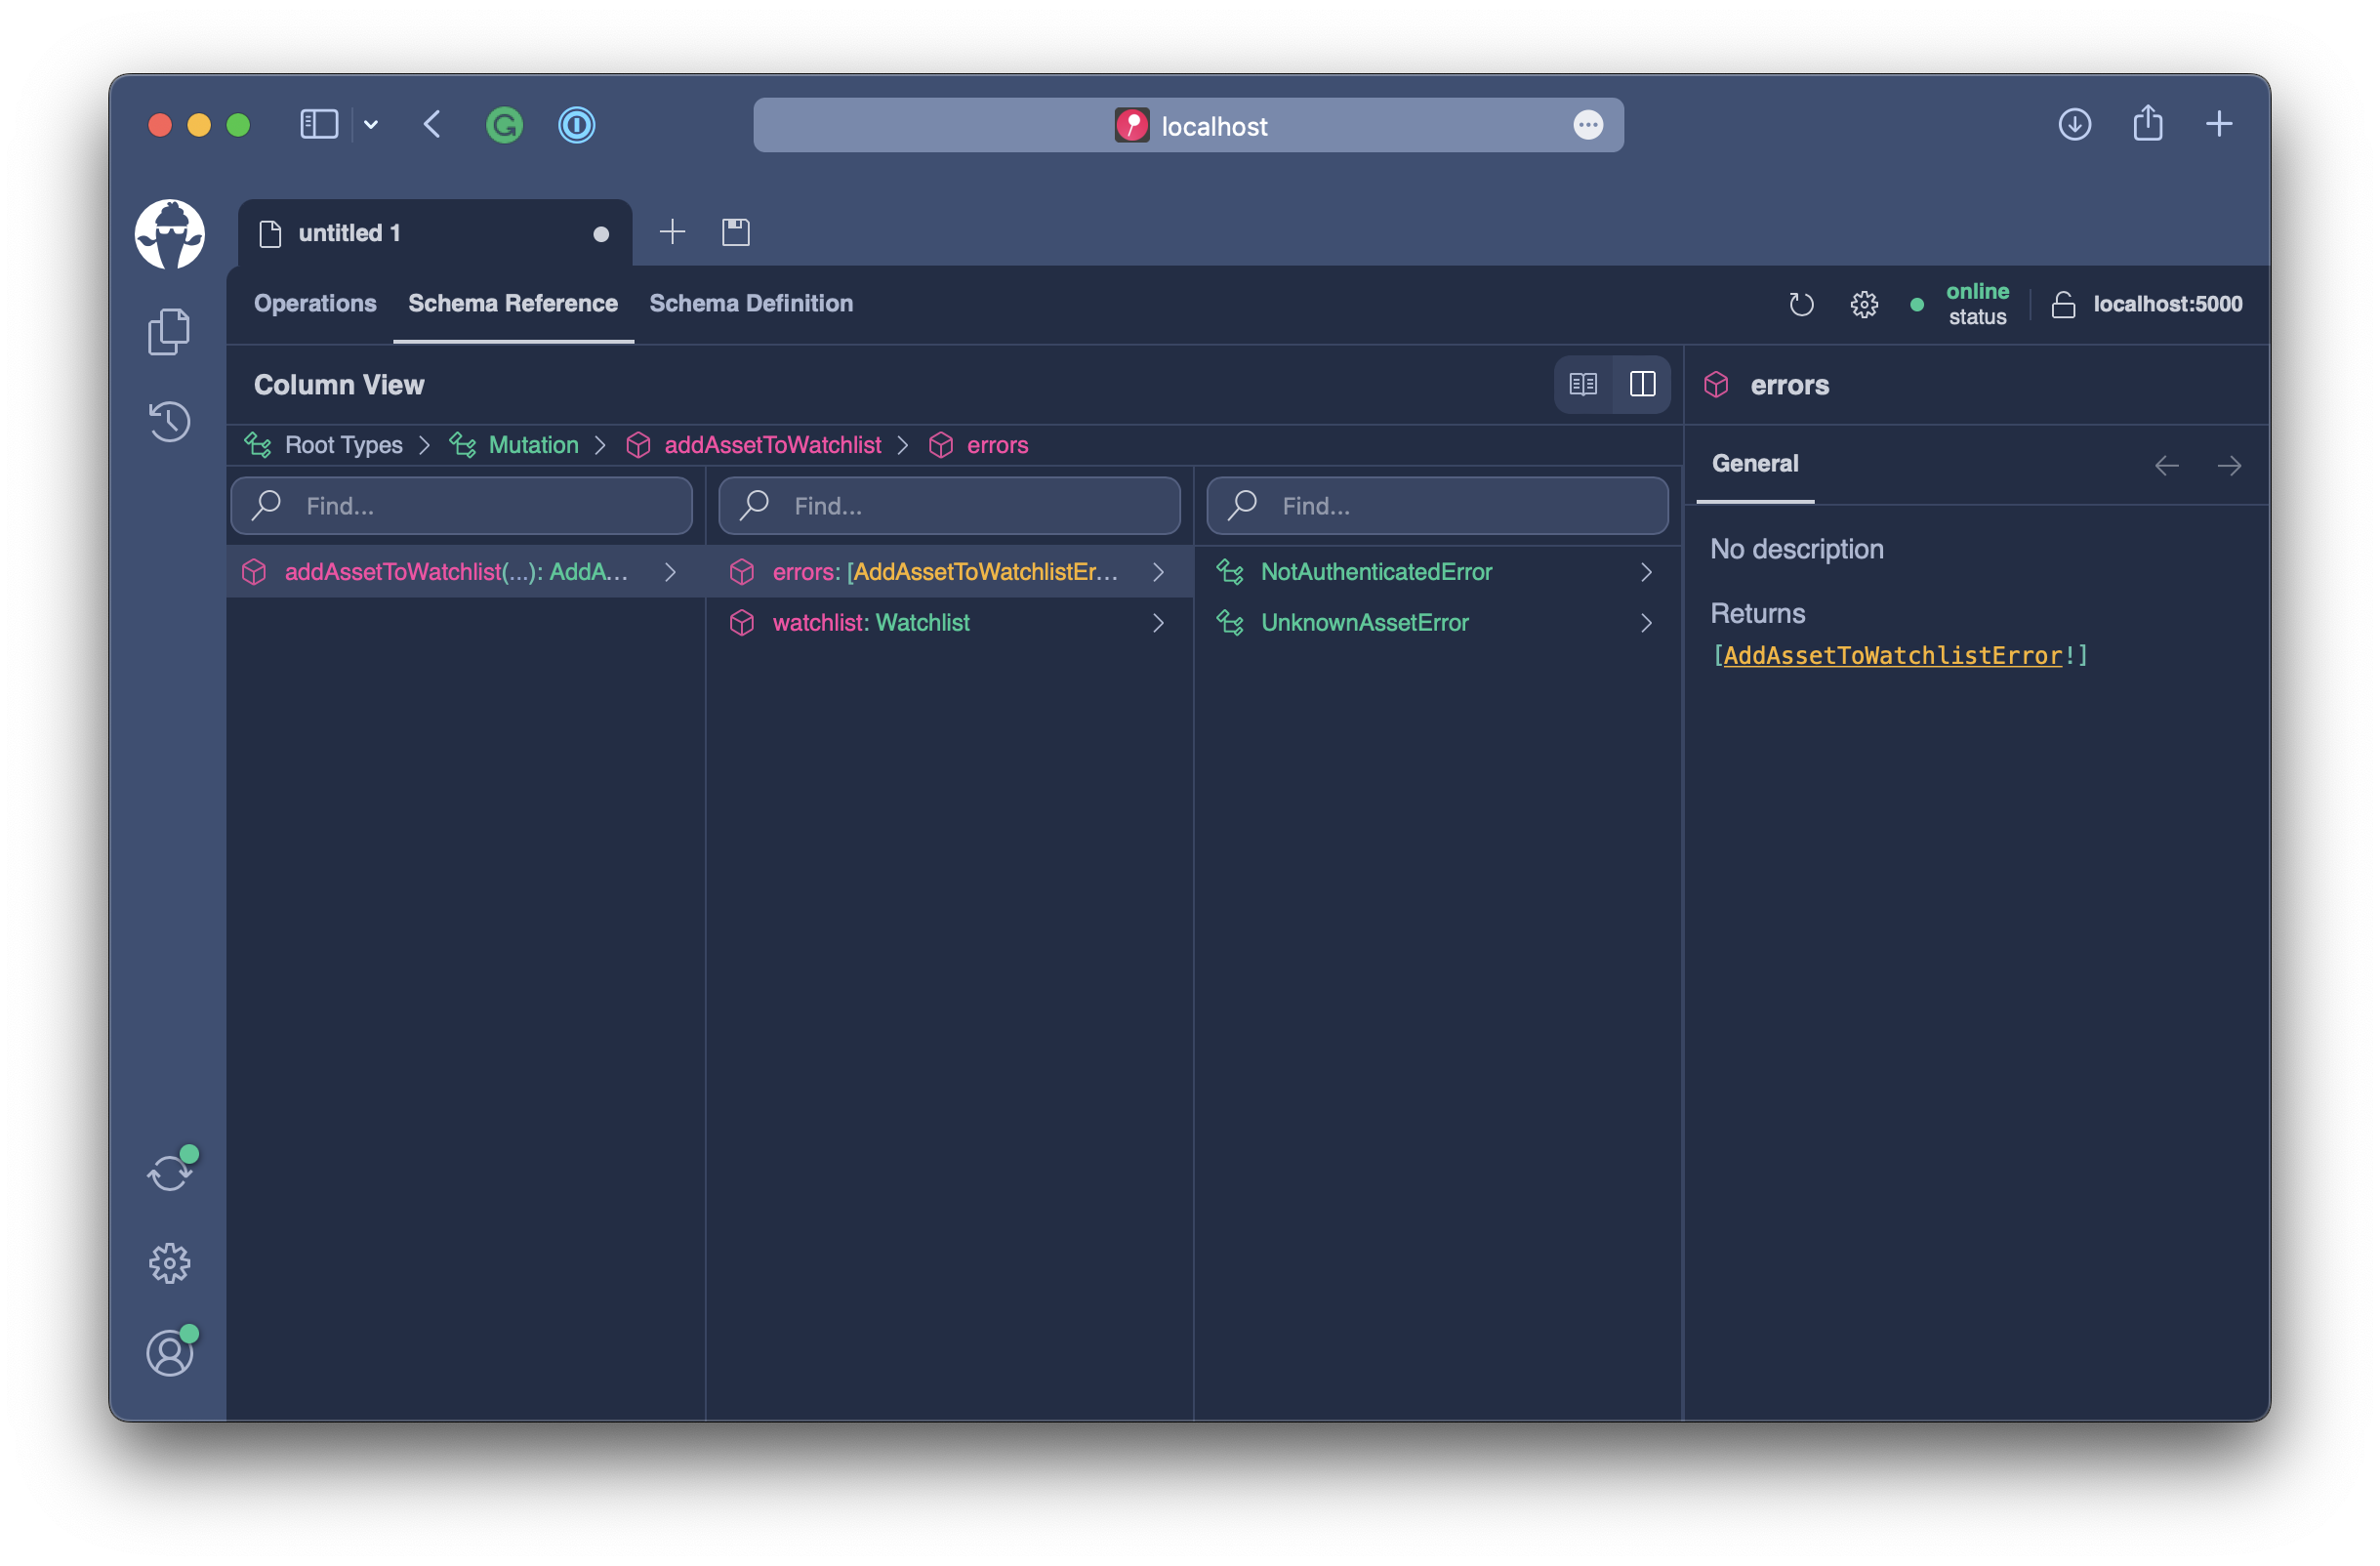 localhost
untitled 1
Operations
Schema Reference
Schema Definition
online
status
localhost:5000
Column View
errors
Root Types
Mutation
addAssetToWatchlist
errors
General
Find...
Find...
Find...
addAssetToWatchlist(...): AddA...
errors: [AddAssetToWatchlistEr...
NotAuthenticatedError
watchlist: Watchlist
UnknownAssetError
No description
Returns
[AddAssetToWatchlistError!]